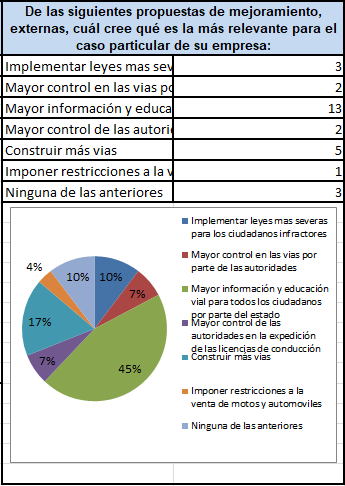 De las siguientes propuestas de mejoramiento,
externas, cuál cree qué es la más relevante para el
caso particular de su empresa:
Implementar leyes mas sev 3
Mayor control en las vias po 2
Mayor información y educa 13
Mayor control de las autori 2
Construir más vias 5
Imponer restricciones a la v 1
Ninguna de las anteriores 3
Implementar leyes mas severas
para los ciudadanos infractores
Mayor control en las vias por
parte de las autoridades
Mayor información y educación
vial para todos los ciudadanos
por parte del estado
Mayor control de las
autoridades en la expedición
de las licencias de conducción
Construir más vias
Imponer restricciones a la
venta de motos y automoviles
Ninguna de las anteriores
10%
7%
45%
7%
17%
4%
10%